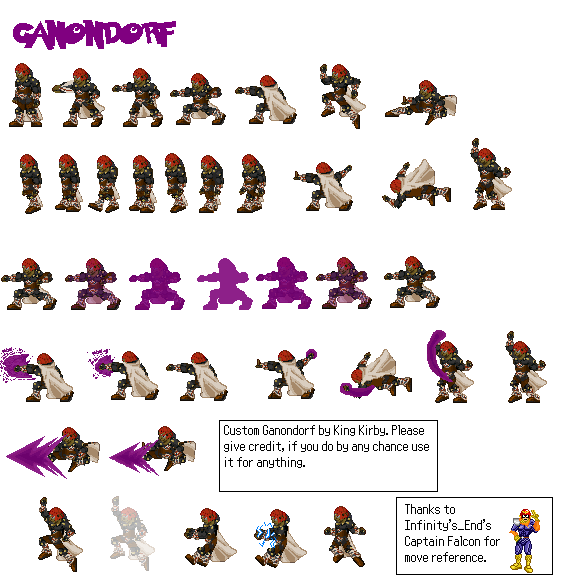 GANONDORF
Custom Ganondorf by King Kirby. Please
give credit, if you do by any chance use
it for anything.
Thanks to
Infinity's_End's
Captain Falcon for
move reference.